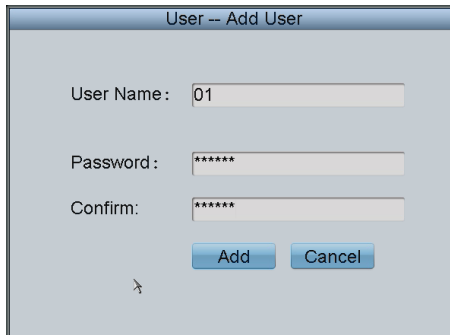 User -- Add User
User Name: 01
Password: ******
Confirm: ******
Add Cancel